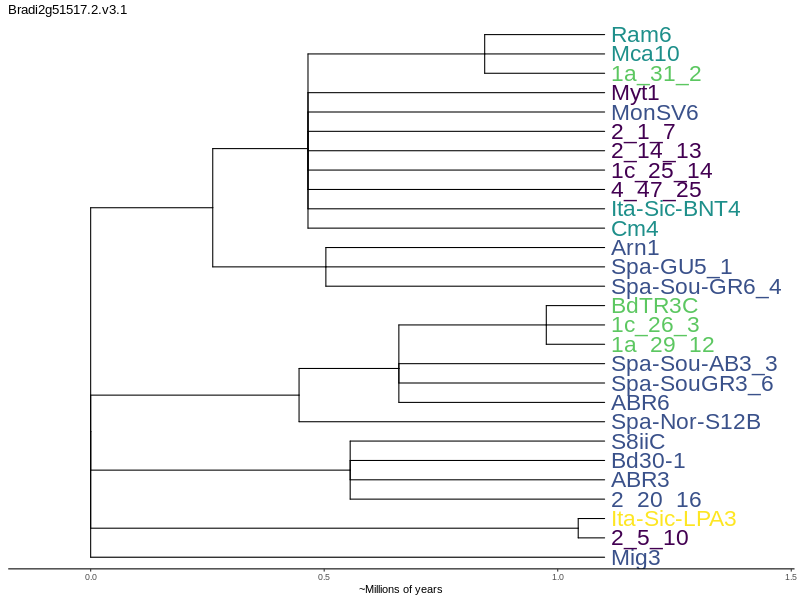 Bradi2g51517.2.v3.1
Ram6
Mca10
1a_31_2
Myt1
MonSV6
2_1_7
2_14_13
1c_25_14
4_47_25
Ita-Sic-BNT4
Cm4
Arn1
Spa-GU5_1
Spa-Sou-GR6_4
BdTR3C
1c_26_3
1a_29_12
Spa-Sou-AB3_3
Spa-SouGR3_6
ABR6
Spa-Nor-S12B
S8iiC
Bd30-1
ABR3
2_20_16
Ita-Sic-LPA3
2_5_10
Mig3
0.0 0.5 1.0 1.5
~Millions of years